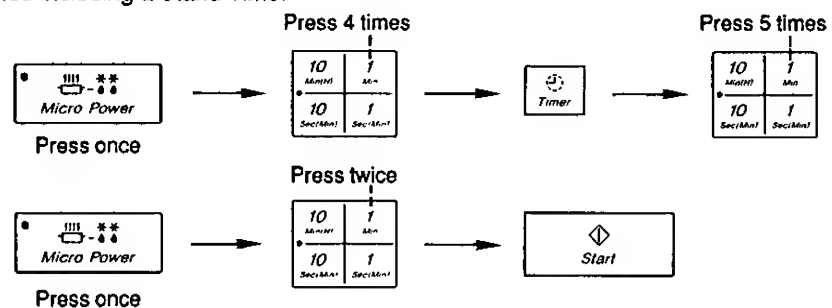 Press 4 times
Press 5 times
10 Min(H) 1 Min
10 Sec(Min) 1 Sec(Min)
Micro Power
Timer
10 Min(H) 1 Min
10 Sec(Min) 1 Sec(Min)
Press once
Press twice
10 Min(H) 1 Min
10 Sec(Min) 1 Sec(Min)
Micro Power
Start
Press once